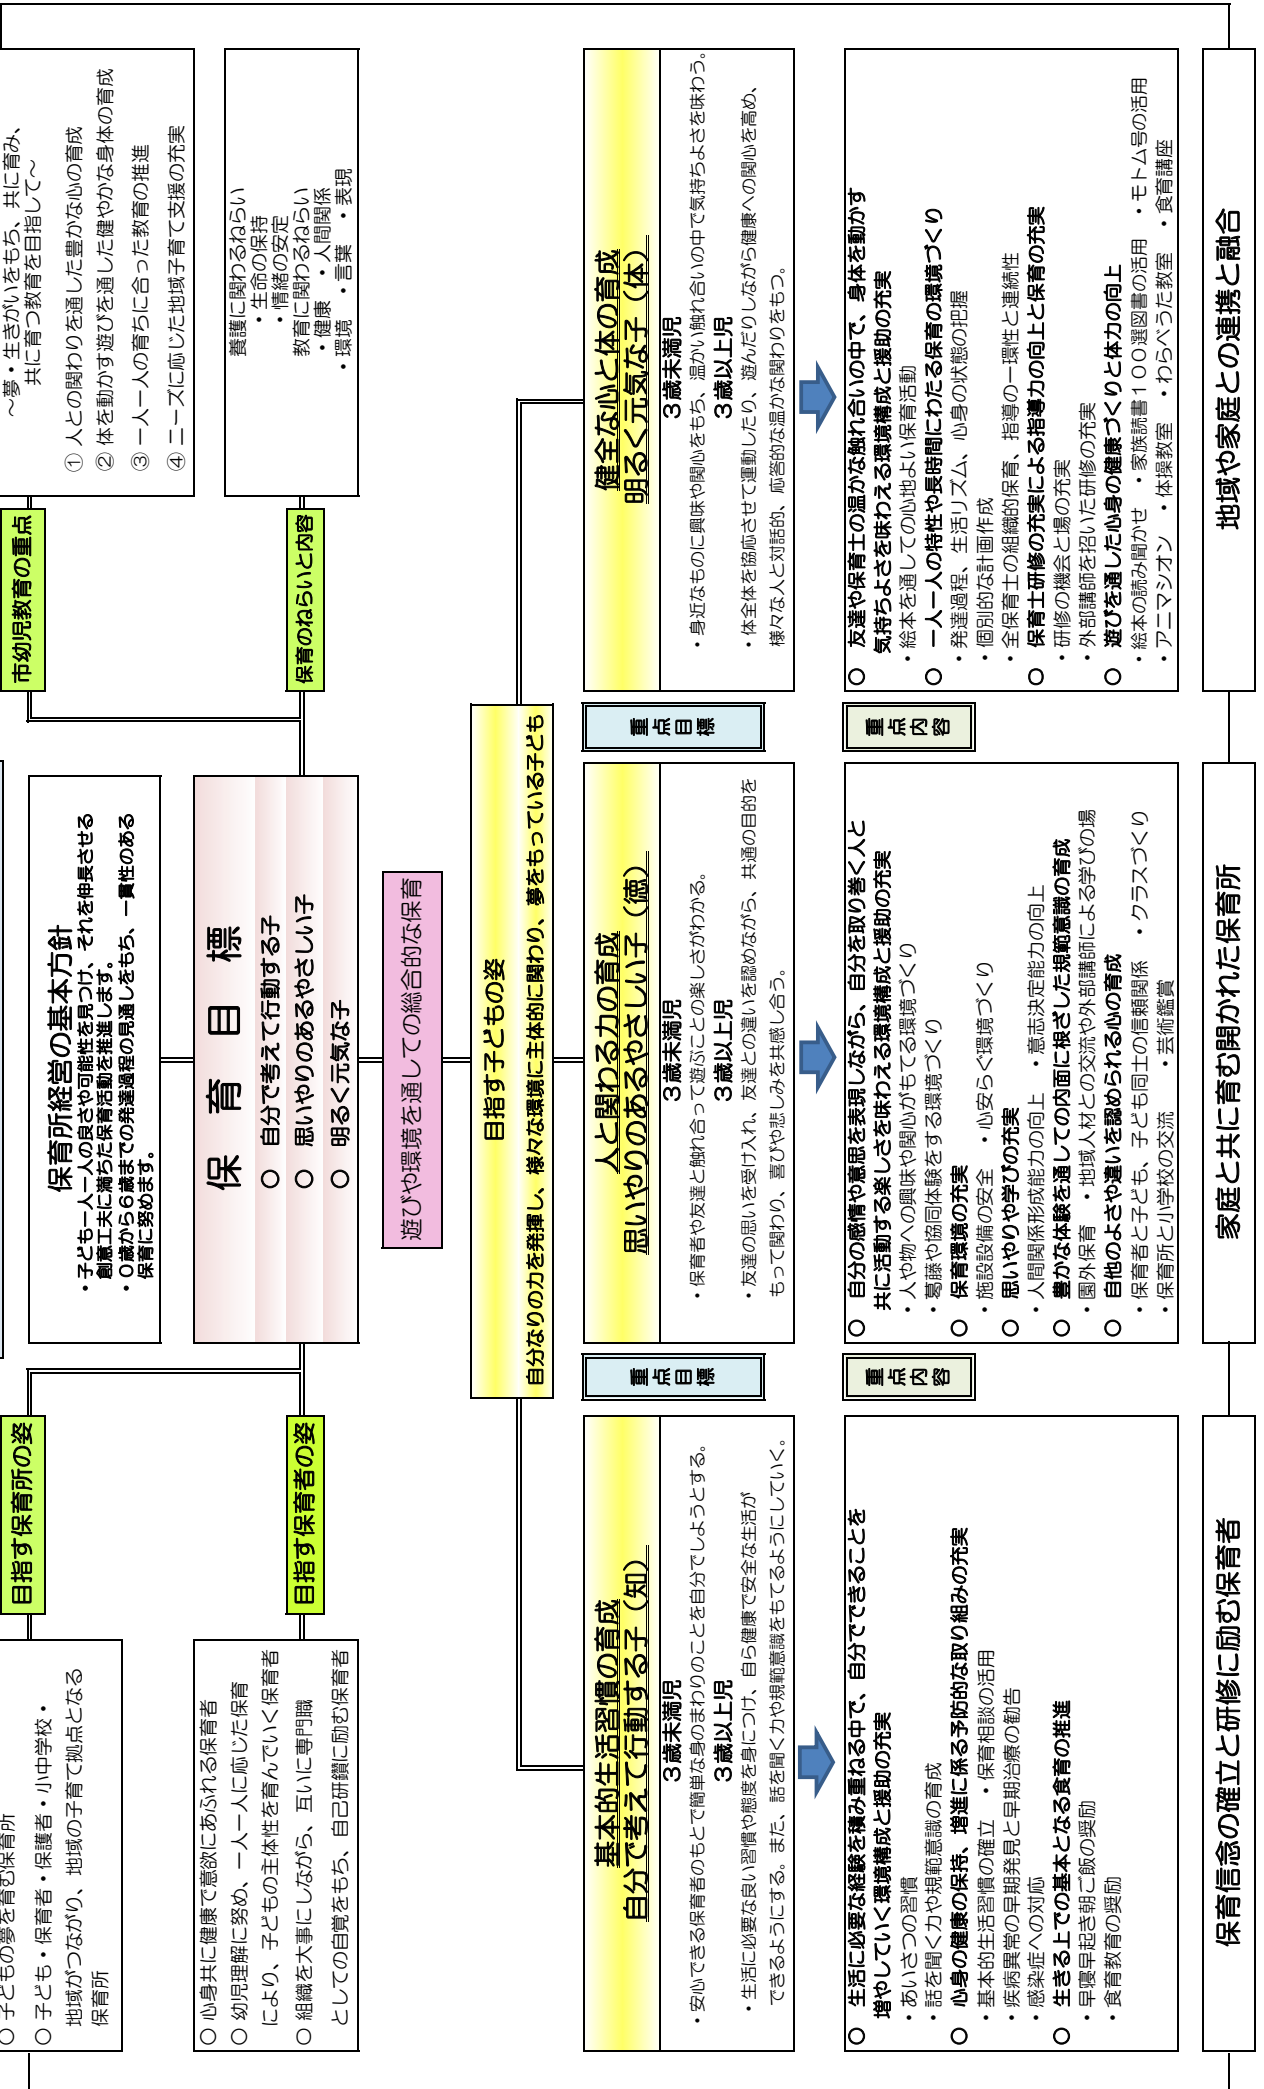 ○ 子どもの夢を育む保育所
○ 子ども・保育者・保護者・小中学校・
地域がつながり、地域の子育て拠点となる
保育所
目指す保育所の姿
○ 心身共に健康で意欲にあふれる保育者
○ 幼児理解に努め、一人一人に応じた保育
により、子どもの主体性を育んでいく保育者
○ 組織を大事にしながら、互いに専門職
としての自覚をもち、自己研鑽に励む保育者
目指す保育者の姿
保育所経営の基本方針
・子ども一人一人の良さや可能性を見つけ、それを伸長させる
創意工夫に満ちた保育活動を推進します。
・０歳から６歳までの発達過程の見通しをもち、一貫性のある
保育に努めます。
保 育 目 標
○ 自分で考えて行動する子
○ 思いやりのあるやさしい子
○ 明るく元気な子
市幼児教育の重点
～夢・生きがいをもち、共に育み、
共に育つ教育を目指して～
① 人との関わりを通した豊かな心の育成
② 体を動かす遊びを通した健やかな身体の育成
③ 一人一人の育ちに合った教育の推進
④ ニーズに応じた地域子育て支援の充実
保育のねらいと内容
養護に関わるねらい
・生命の保持
・情緒の安定
教育に関わるねらい
・健康 ・人間関係
・環境 ・言葉 ・表現
遊びや環境を通しての総合的な保育
目指す子どもの姿
自分なりの力を発揮し、様々な環境に主体的に関わり、夢をもっている子ども
基本的生活習慣の育成
自分で考えて行動する子（知）
３歳未満児
・安心できる保育者のもとで簡単な身のまわりのことを自分でしようとする。
３歳以上児
・生活に必要な良い習慣や態度を身につけ、自ら健康で安全な生活が
できるようにする。また、話を聞く力や規範意識をもてるようにしていく。
重点目標
人と関わる力の育成
思いやりのあるやさしい子（徳）
３歳未満児
・保育者や友達と触れ合って遊ぶことの楽しさがわかる。
３歳以上児
・友達の思いを受け入れ、友達との違いを認めながら、共通の目的を
もって関わり、喜びや悲しみを共感し合う。
重点目標
健全な心と体の育成
明るく元気な子（体）
３歳未満児
・身近なものに興味や関心をもち、温かい触れ合いの中で気持ちよさを味わう。
３歳以上児
・体全体を協応させて運動したり、遊んだりしながら健康への関心を高め、
様々な人と対話的、応答的な温かな関わりをもつ。
○ 生活に必要な経験を積み重ねる中で、自分でできることを
増やしていく環境構成と援助の充実
・あいさつの習慣
・話を聞く力や規範意識の育成
○ 心身の健康の保持、増進に係る予防的な取り組みの充実
・基本的生活習慣の確立 ・保育相談の活用
・疾病異常の早期発見と早期治療の勧告
・感染症への対応
○ 生きる上での基本となる食育の推進
・早寝早起き朝ご飯の奨励
・食育教育の奨励
重点内容
○ 自分の感情や意思を表現しながら、自分を取り巻く人と
共に活動する楽しさを味わえる環境構成と援助の充実
・人や物への興味や関心がもてる環境づくり
・葛藤や協同体験をする環境づくり
○ 保育環境の充実
・施設設備の安全 ・心安らぐ環境づくり
○ 思いやりや学びの充実
・人間関係形成能力の向上 ・意志決定能力の向上
○ 豊かな体験を通しての内面に根ざした規範意識の育成
・園外保育 ・地域人材との交流や外部講師による学びの場
○ 自他のよさや違いを認められる心の育成
・保育者と子ども、子ども同士の信頼関係 ・クラスづくり
・保育所と小学校の交流 ・芸術鑑賞
重点内容
○ 友達や保育士の温かな触れ合いの中で、身体を動かす
気持ちよさを味わえる環境構成と援助の充実
・絵本を通しての心地よい保育活動
○ 一人一人の特性や長時間にわたる保育の環境づくり
・発達過程、生活リズム、心身の状態の把握
・個別的な計画作成
・全保育士の組織的保育、指導の一環性と連続性
○ 保育士研修の充実による指導力の向上と保育の充実
・研修の機会と場の充実
・外部講師を招いた研修の充実
○ 遊びを通した心身の健康づくりと体力の向上
・絵本の読み聞かせ ・家族読書１００選図書の活用 ・モトム号の活用
・アニマシオン ・体操教室 ・わらべうた教室 ・食育講座
保育信念の確立と研修に励む保育者
家庭と共に育む開かれた保育所
地域や家庭との連携と融合